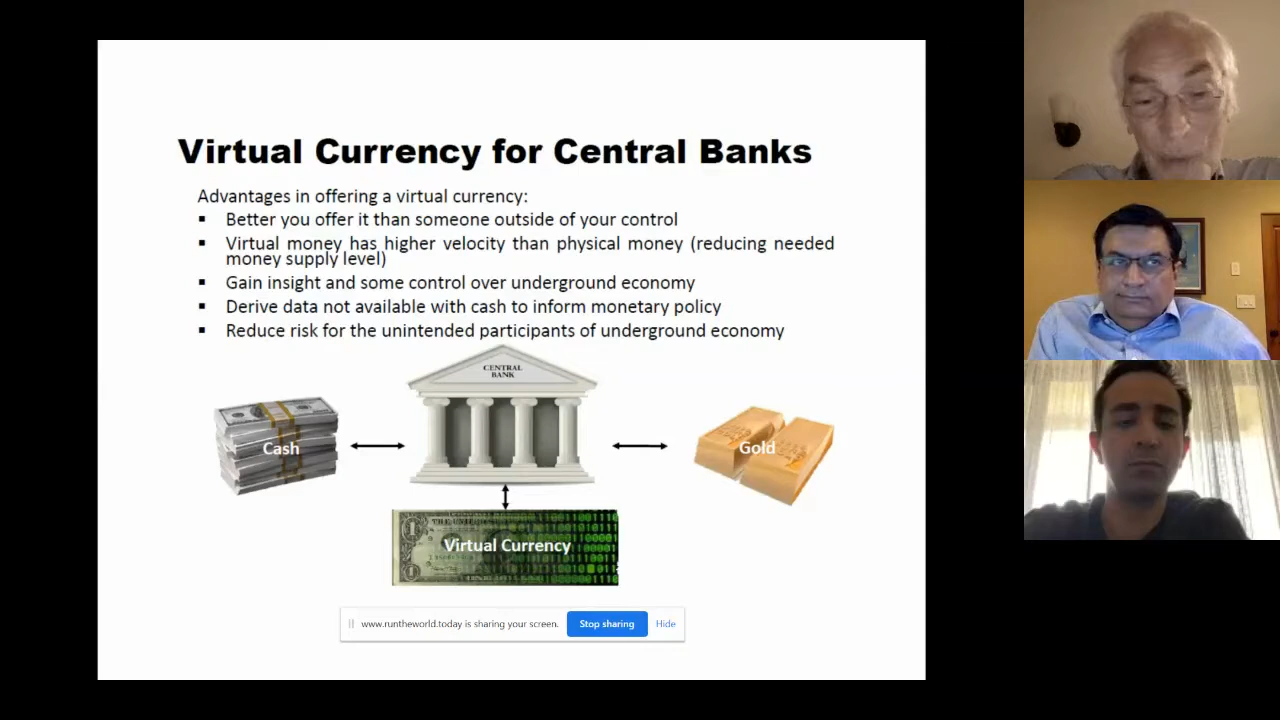 Virtual Currency for Central Banks
Advantages in offering a virtual currency:
▪ Better you offer it than someone outside of your control
▪ Virtual money has higher velocity than physical money (reducing needed
money supply level)
▪ Gain insight and some control over underground economy
▪ Derive data not available with cash to inform monetary policy
▪ Reduce risk for the unintended participants of underground economy
CENTRAL
BANK
Cash
Gold
Virtual Currency
www.runtheworld.today is sharing your screen.
Stop sharing
Hide